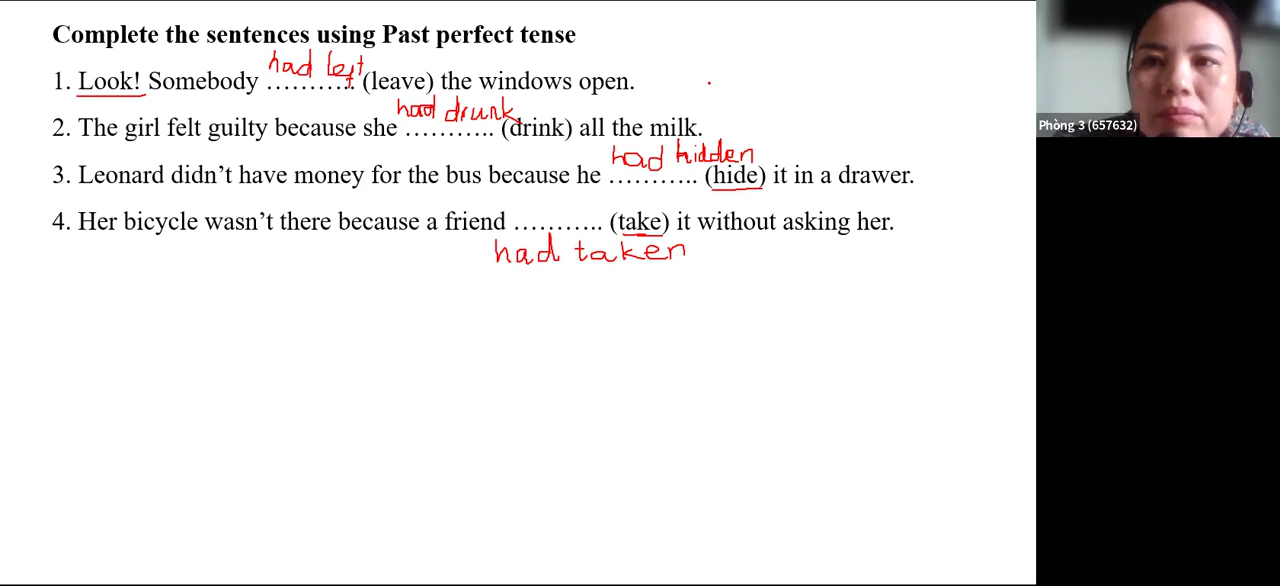 Complete the sentences using Past perfect tense
had left
1. Look! Somebody ……….. (leave) the windows open.
had drunk
2. The girl felt guilty because she ……….. (drink) all the milk.
had hidden
3. Leonard didn’t have money for the bus because he ……….. (hide) it in a drawer.
4. Her bicycle wasn’t there because a friend ……….. (take) it without asking her.
had taken
Phòng 3 (657632)